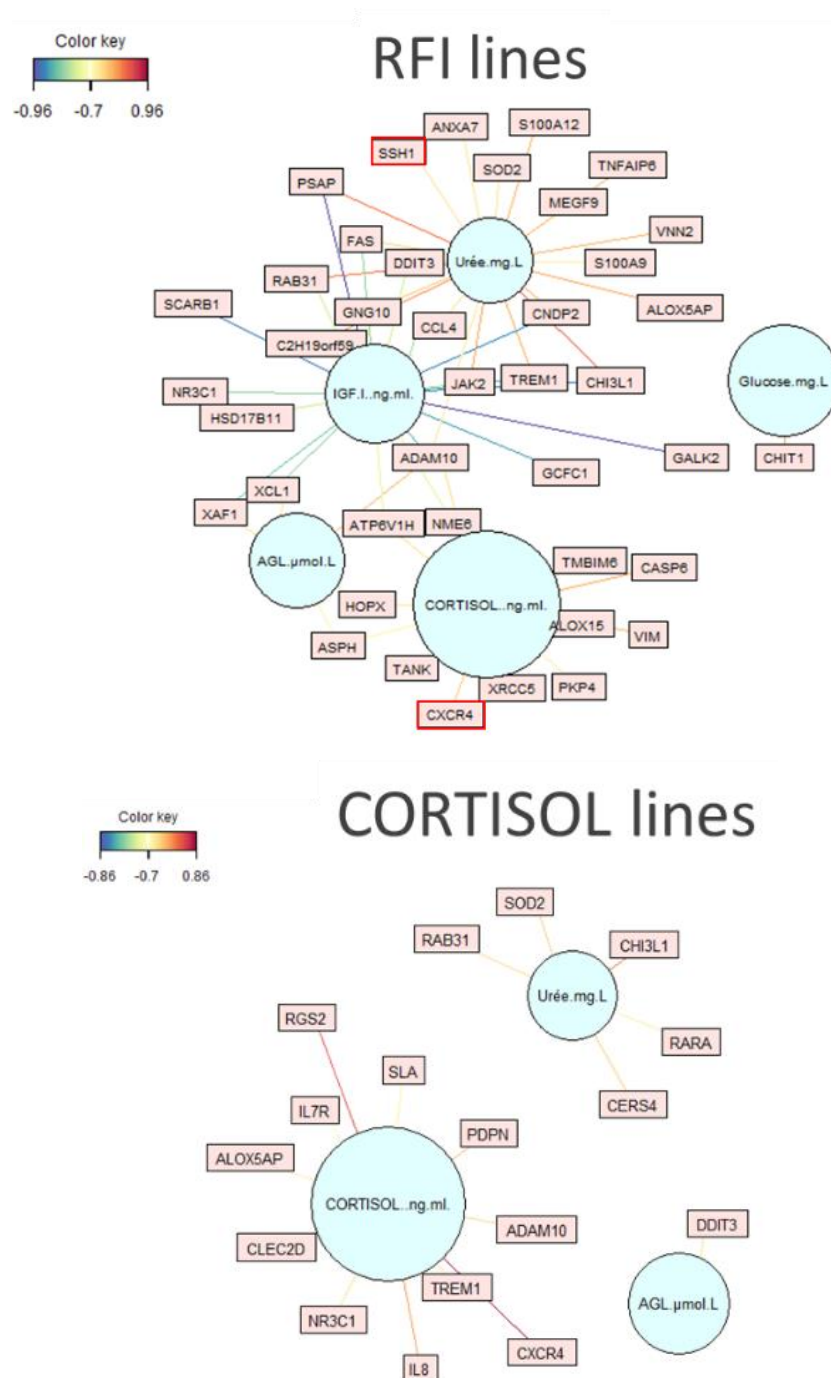 RFI lines
Color key
-0.96 -0.7 0.96
ANXA7
S100A12
SSH1
SOD2
TNFAIP6
PSAP
MEGF9
VNN2
FAS
DDIT3
Urée.mg.L
S100A9
RAB31
SCARB1
GNG10
CNDP2
ALOX5AP
CCL4
C2H19orf59
NR3C1
IGF.I..ng.ml.
JAK2
TREM1
CHI3L1
Glucose.mg.L
HSD17B11
ADAM10
GCFC1
GALK2
CHIT1
XCL1
XAF1
ATP6V1H
NME6
AGL.µmol.L
TMBIM6
CASP6
HOPX
CORTISOL..ng.ml.
ALOX15
VIM
ASPH
TANK
XRCC5
PKP4
CXCR4
CORTISOL lines
Color key
-0.86 -0.7 0.86
SOD2
RAB31
CHI3L1
Urée.mg.L
RGS2
RARA
SLA
CERS4
IL7R
PDPN
ALOX5AP
CORTISOL..ng.ml.
ADAM10
DDIT3
CLEC2D
TREM1
AGL.µmol.L
NR3C1
CXCR4
IL8